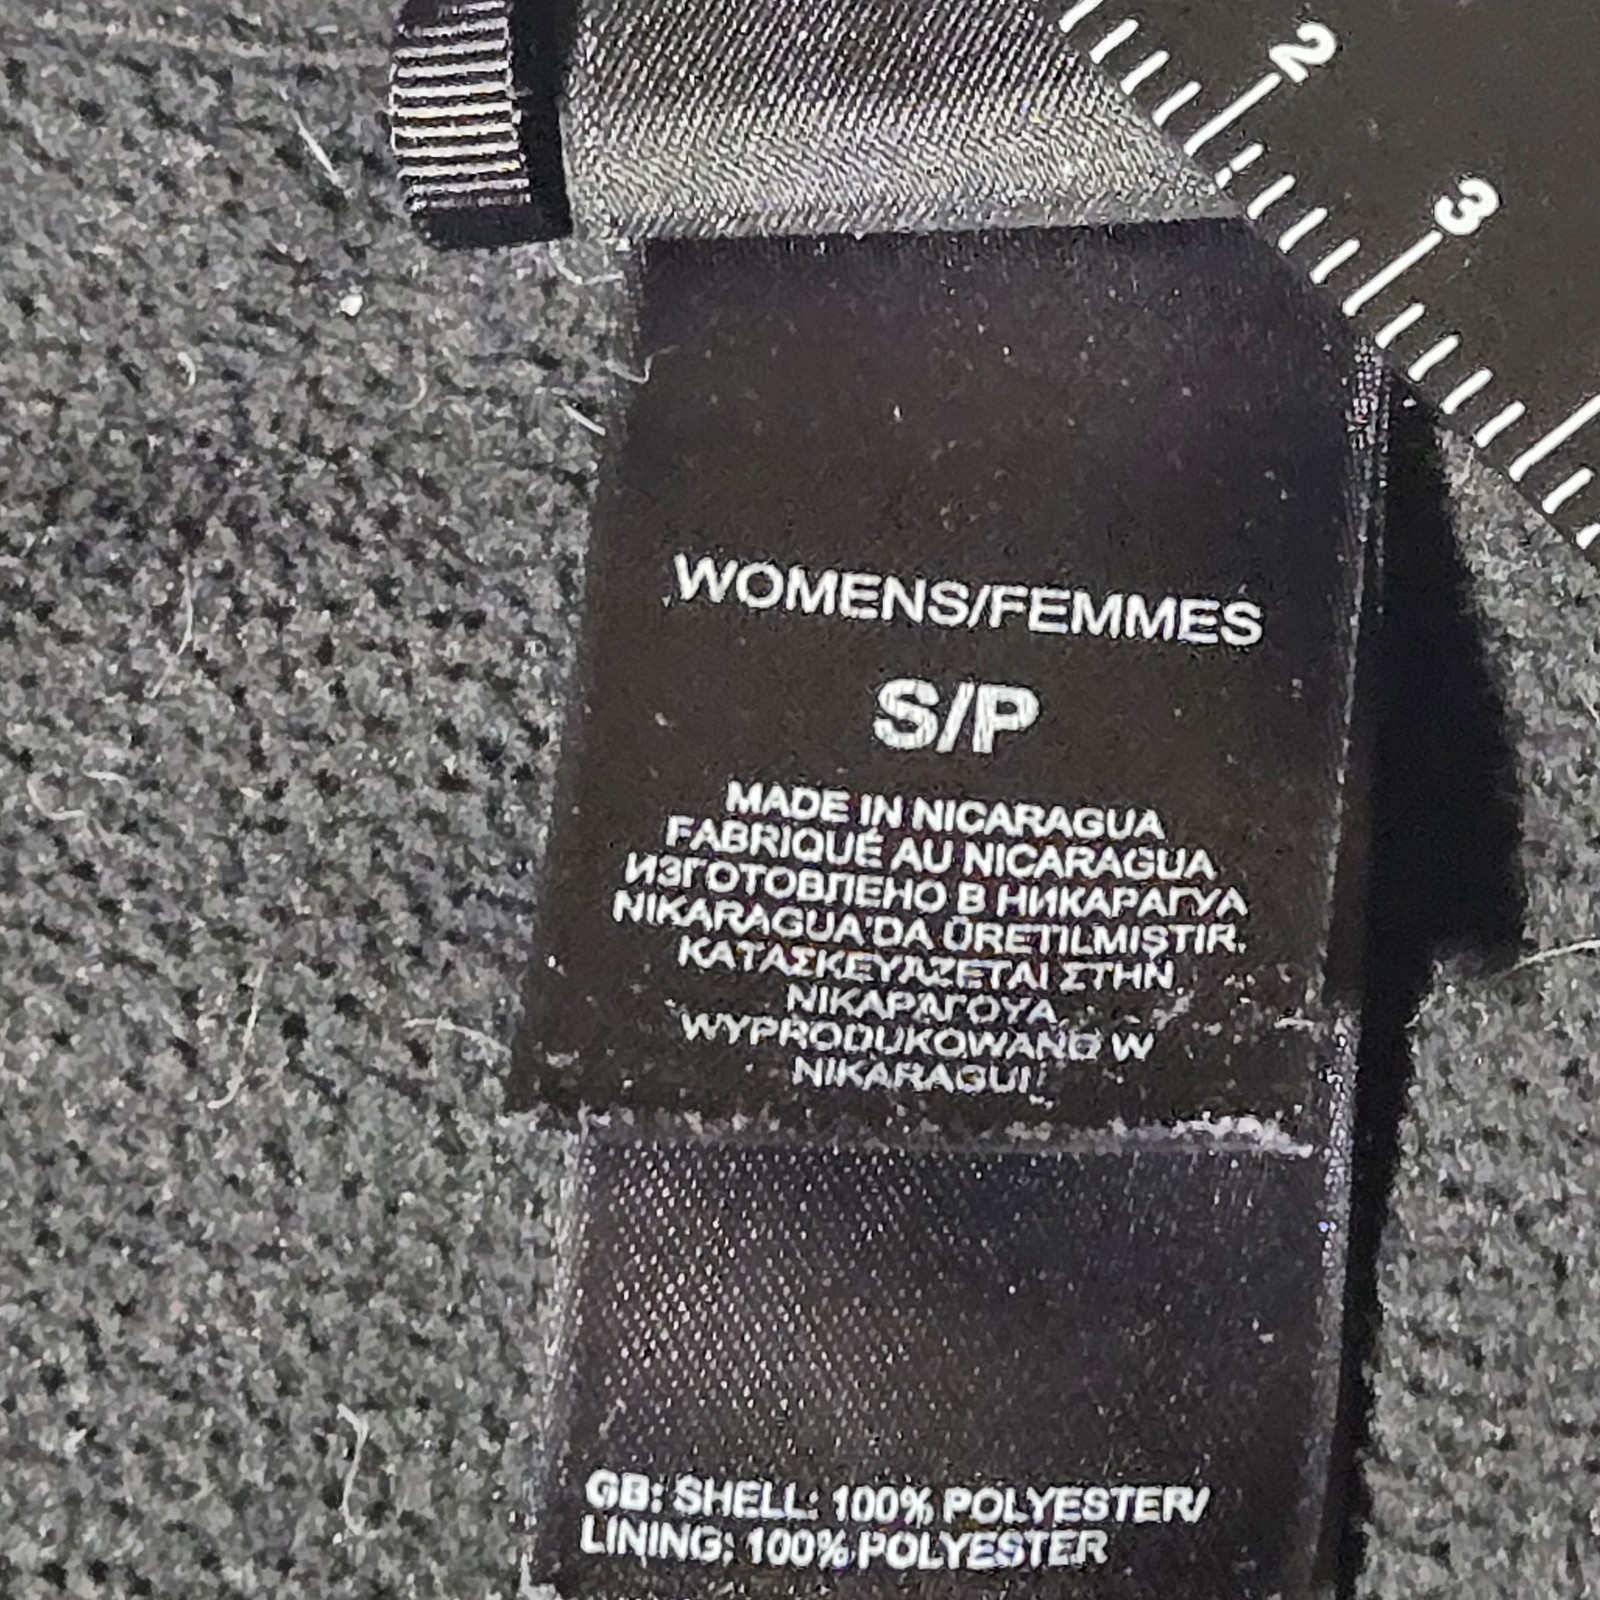 2
3
WOMENS/FEMMES
S/P
MADE IN NICARAGUA
FABRIQUÉ AU NICARAGUA
ИЗГОТОВЛЕНО В НИКАРАГУА
NIKARAGUA'DA ÜRETILMIŞTIR.
ΚΑΤΑΣΚΕΥΑΖΕΤΑΙ ΣΤΗΝ
ΝΙΚΑΡΑΓΟΥΑ
WYPRODUKOWANO W
NIKARAGUI
GB: SHELL: 100% POLYESTER/
LINING: 100% POLYESTER